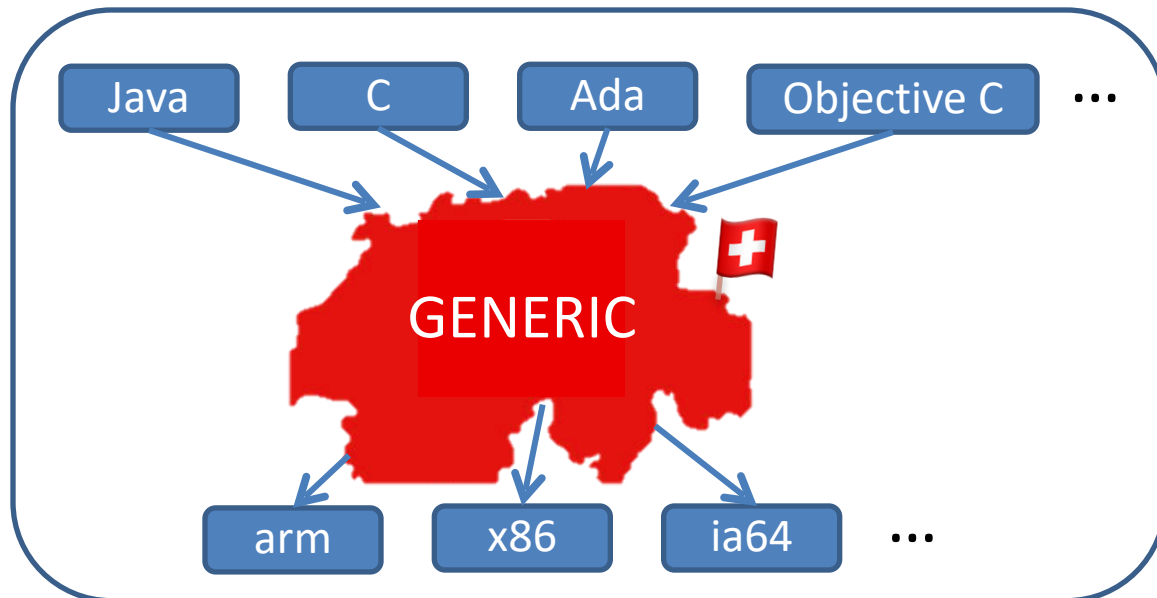 Java
C
Ada
Objective C
...
GENERIC
arm
x86
ia64
...